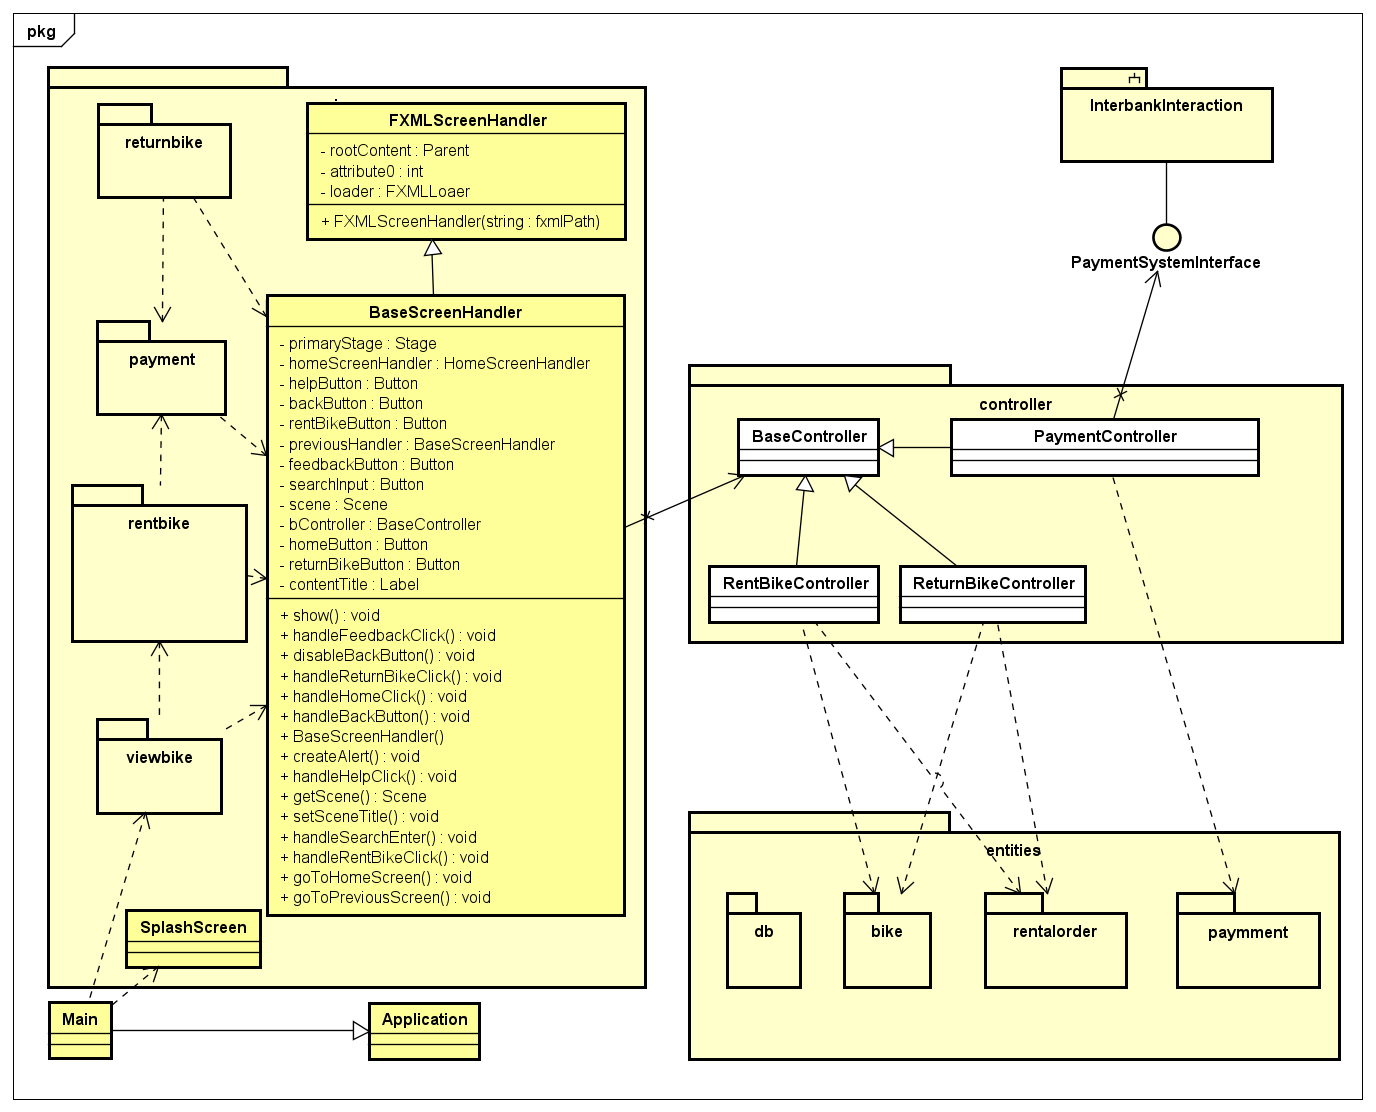 pkg
returnbike
payment
rentbike
viewbike
FXMLScreenHandler
- rootContent : Parent
- attribute0 : int
- loader : FXMLLoaer
+ FXMLScreenHandler(string : fxmlPath)
BaseScreenHandler
- primaryStage : Stage
- homeScreenHandler : HomeScreenHandler
- helpButton : Button
- backButton : Button
- rentBikeButton : Button
- previousHandler : BaseScreenHandler
- feedbackButton : Button
- searchInput : Button
- scene : Scene
- bController : BaseController
- homeButton : Button
- returnBikeButton : Button
- contentTitle : Label
+ show() : void
+ handleFeedbackClick() : void
+ disableBackButton() : void
+ handleReturnBikeClick() : void
+ handleHomeClick() : void
+ handleBackButton() : void
+ BaseScreenHandler()
+ createAlert() : void
+ handleHelpClick() : void
+ getScene() : Scene
+ setSceneTitle() : void
+ handleSearchEnter() : void
+ handleRentBikeClick() : void
+ goToHomeScreen() : void
+ goToPreviousScreen() : void
SplashScreen
Main
Application
InterbankInteraction
PaymentSystemInterface
controller
BaseController
PaymentController
RentBikeController
ReturnBikeController
entities
db
bike
rentalorder
paymment